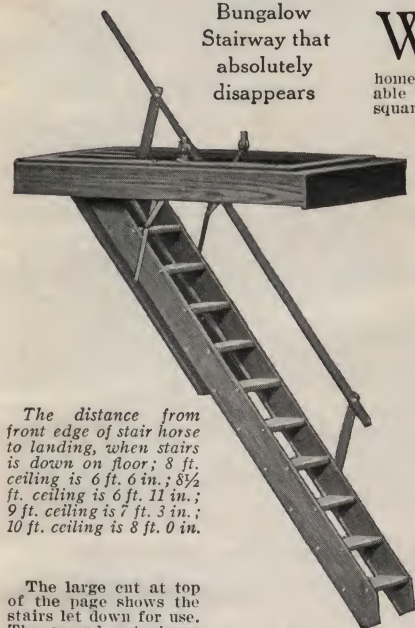 Bungalow
Stairway that
absolutely
disappears
W
home
able
squar
The distance from
front edge of stair horse
to landing, when stairs
is down on floor; 8 ft.
ceiling is 6 ft. 6 in.; 8½
ft. ceiling is 6 ft. 11 in.;
9 ft. ceiling is 7 ft. 3 in.;
10 ft. ceiling is 8 ft. 0 in.
The large cut at top
of the page shows the
stairs let down for use.